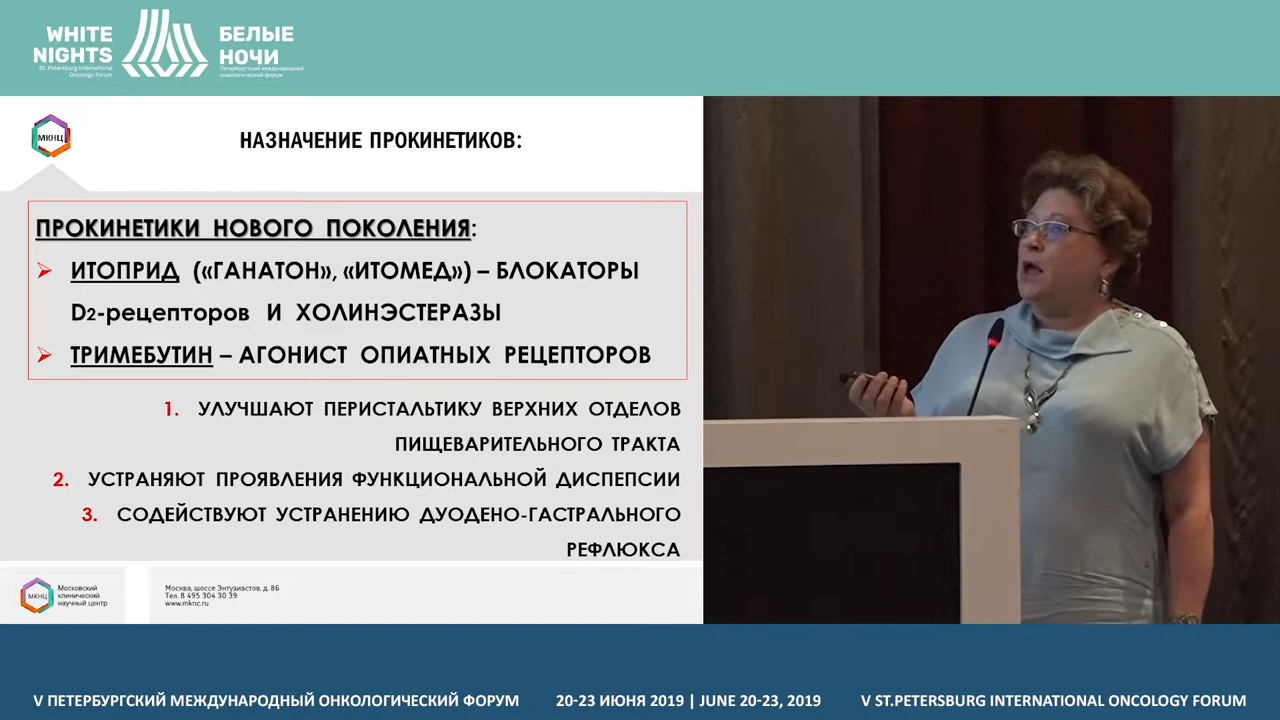 WHITE
NIGHTS
St. Petersburg International
Oncology Forum
БЕЛЫЕ
НОЧИ
Петербургский международный
онкологический форум
МКНЦ
НАЗНАЧЕНИЕ ПРОКИНЕТИКОВ:
ПРОКИНЕТИКИ НОВОГО ПОКОЛЕНИЯ:
➢ ИТОПРИД («ГАНАТОН», «ИТОМЕД») – БЛОКАТОРЫ
D2-рецепторов И ХОЛИНЭСТЕРАЗЫ
➢ ТРИМЕБУТИН – АГОНИСТ ОПИАТНЫХ РЕЦЕПТОРОВ
1. УЛУЧШАЮТ ПЕРИСТАЛЬТИКУ ВЕРХНИХ ОТДЕЛОВ
ПИЩЕВАРИТЕЛЬНОГО ТРАКТА
2. УСТРАНЯЮТ ПРОЯВЛЕНИЯ ФУНКЦИОНАЛЬНОЙ ДИСПЕПСИИ
3. СОДЕЙСТВУЮТ УСТРАНЕНИЮ ДУОДЕНО-ГАСТРАЛЬНОГО
РЕФЛЮКСА
МКНЦ
Московский
клинический
научный центр
Москва, шоссе Энтузиастов, д. 86
Тел. 8 495 304 30 39
www.mknc.ru
V ПЕТЕРБУРГСКИЙ МЕЖДУНАРОДНЫЙ ОНКОЛОГИЧЕСКИЙ ФОРУМ
20-23 ИЮНЯ 2019 | JUNE 20-23, 2019
V ST.PETERSBURG INTERNATIONAL ONCOLOGY FORUM